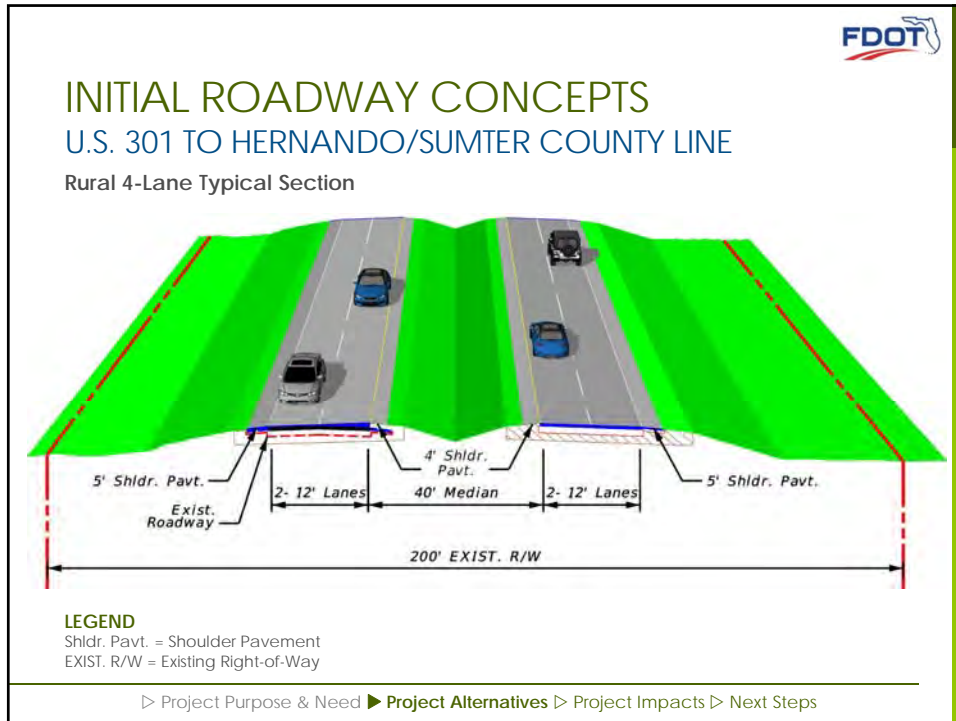 FDOT
INITIAL ROADWAY CONCEPTS
U.S. 301 TO HERNANDO/SUMTER COUNTY LINE
Rural 4-Lane Typical Section
5' Shldr. Pavt.
Exist.
Roadway
2- 12' Lanes
4' Shldr.
Pavt.
40' Median
2- 12' Lanes
5' Shldr. Pavt.
200' EXIST. R/W
LEGEND
Shldr. Pavt. = Shoulder Pavement
EXIST. R/W = Existing Right-of-Way
▷ Project Purpose & Need ▶ Project Alternatives ▷ Project Impacts ▷ Next Steps